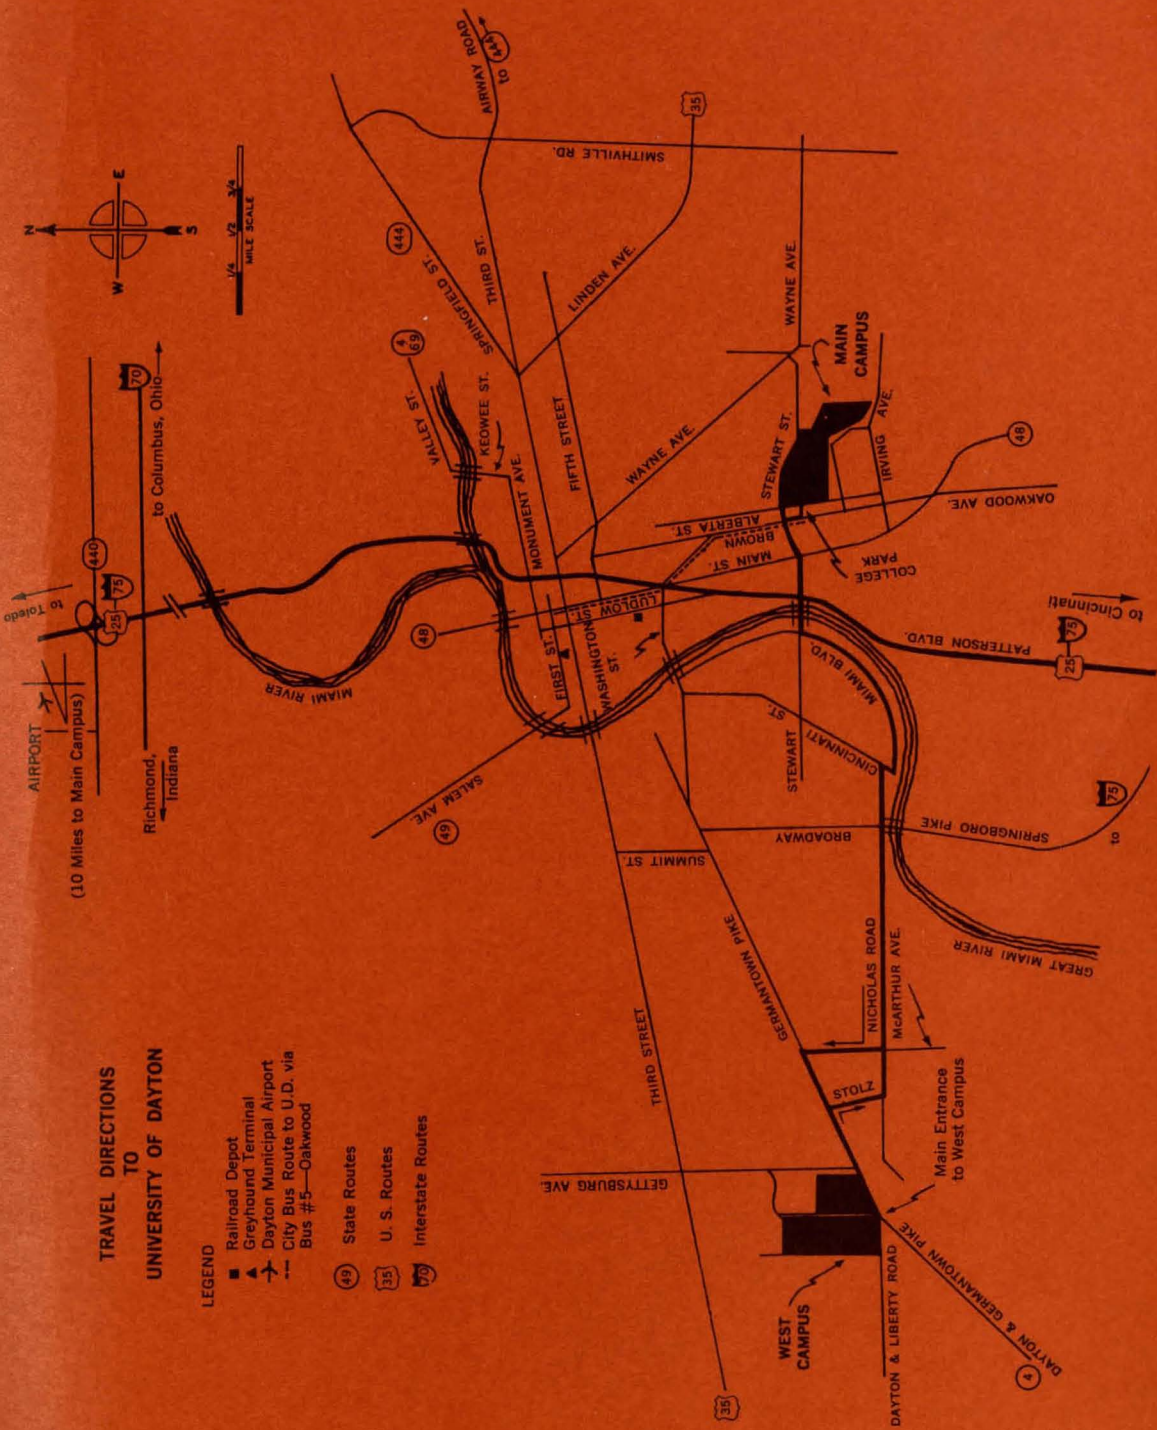 TRAVEL DIRECTIONS
TO
UNIVERSITY OF DAYTON
LEGEND
Railroad Depot
Greyhound Terminal
Dayton Municipal Airport
City Bus Route to U.D. via
Bus #5—Oakwood
49 State Routes
35 U. S. Routes
70 Interstate Routes
AIRPORT
(10 Miles to Main Campus)
to Toledo
440
75
25
Richmond,
Indiana
70
to Columbus, Ohio
N
W E
S
1/4 1/2 3/4
MILE SCALE
MIAMI RIVER
48
SALEM AVE.
49
FIRST ST.
MONUMENT AVE.
KEOWEE ST.
VALLEY ST.
4
69
SPRINGFIELD ST.
444
THIRD ST.
AIRWAY ROAD
to 444
SMITHVILLE RD.
35
LINDEN AVE.
FIFTH STREET
WAYNE AVE.
WAYNE AVE.
WASHINGTON
ST.
LUDLOW ST.
MAIN ST.
BROWN
ALBERTA ST.
STEWART ST.
MAIN
CAMPUS
IRVING AVE.
COLLEGE
PARK
OAKWOOD AVE.
48
PATTERSON BLVD.
25
75
to Cincinnati
MIAMI BLVD.
STEWART
CINCINNATI ST.
BROADWAY
SPRINGBORO PIKE
to
75
GREAT MIAMI RIVER
SUMMIT ST.
THIRD STREET
GERMANTOWN PIKE
NICHOLAS ROAD
McARTHUR AVE.
STOLZ
Main Entrance
to West Campus
GETTYSBURG AVE.
WEST
CAMPUS
35
DAYTON & LIBERTY ROAD
DAYTON & GERMANTOWN PIKE
4